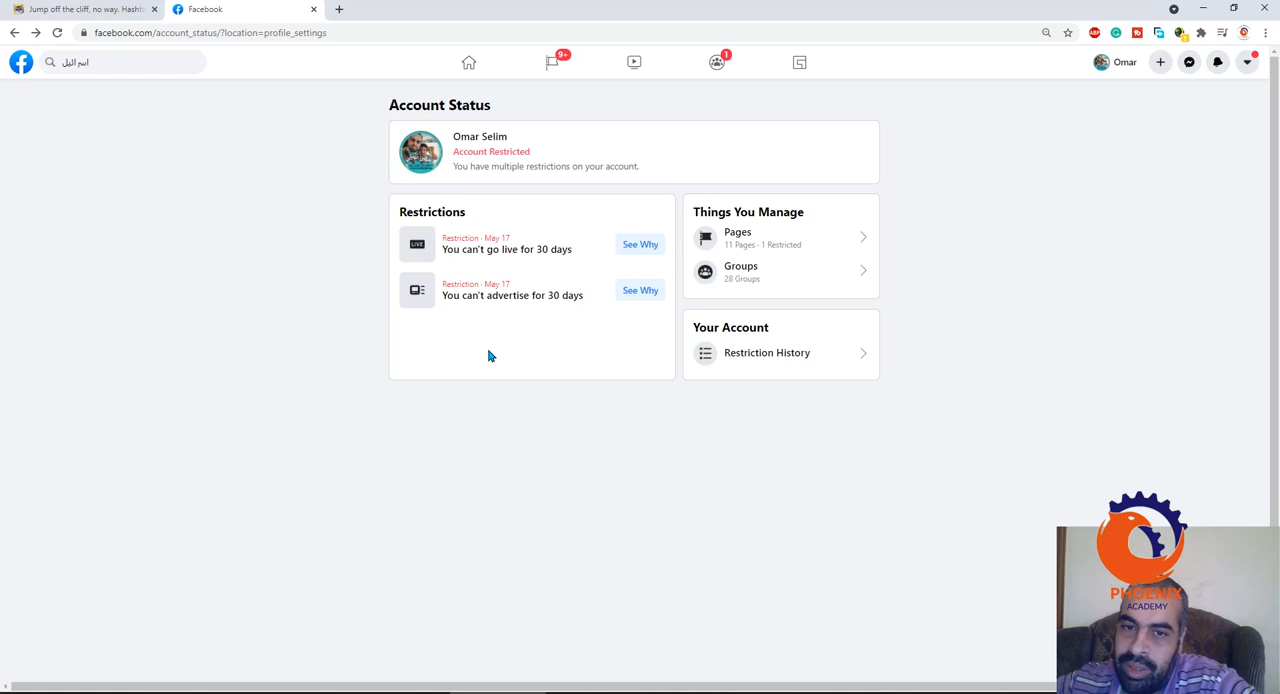 Jump off the cliff, no way. Hashta
Facebook
facebook.com/account_status/?location=profile_settings
اسرائيل
9+
1
Omar
Account Status
Omar Selim
Account Restricted
You have multiple restrictions on your account.
Restrictions
LIVE
Restriction · May 17
You can't go live for 30 days
See Why
Restriction · May 17
You can't advertise for 30 days
See Why
Things You Manage
Pages
11 Pages · 1 Restricted
Groups
28 Groups
Your Account
Restriction History
PHOENIX
ACADEMY